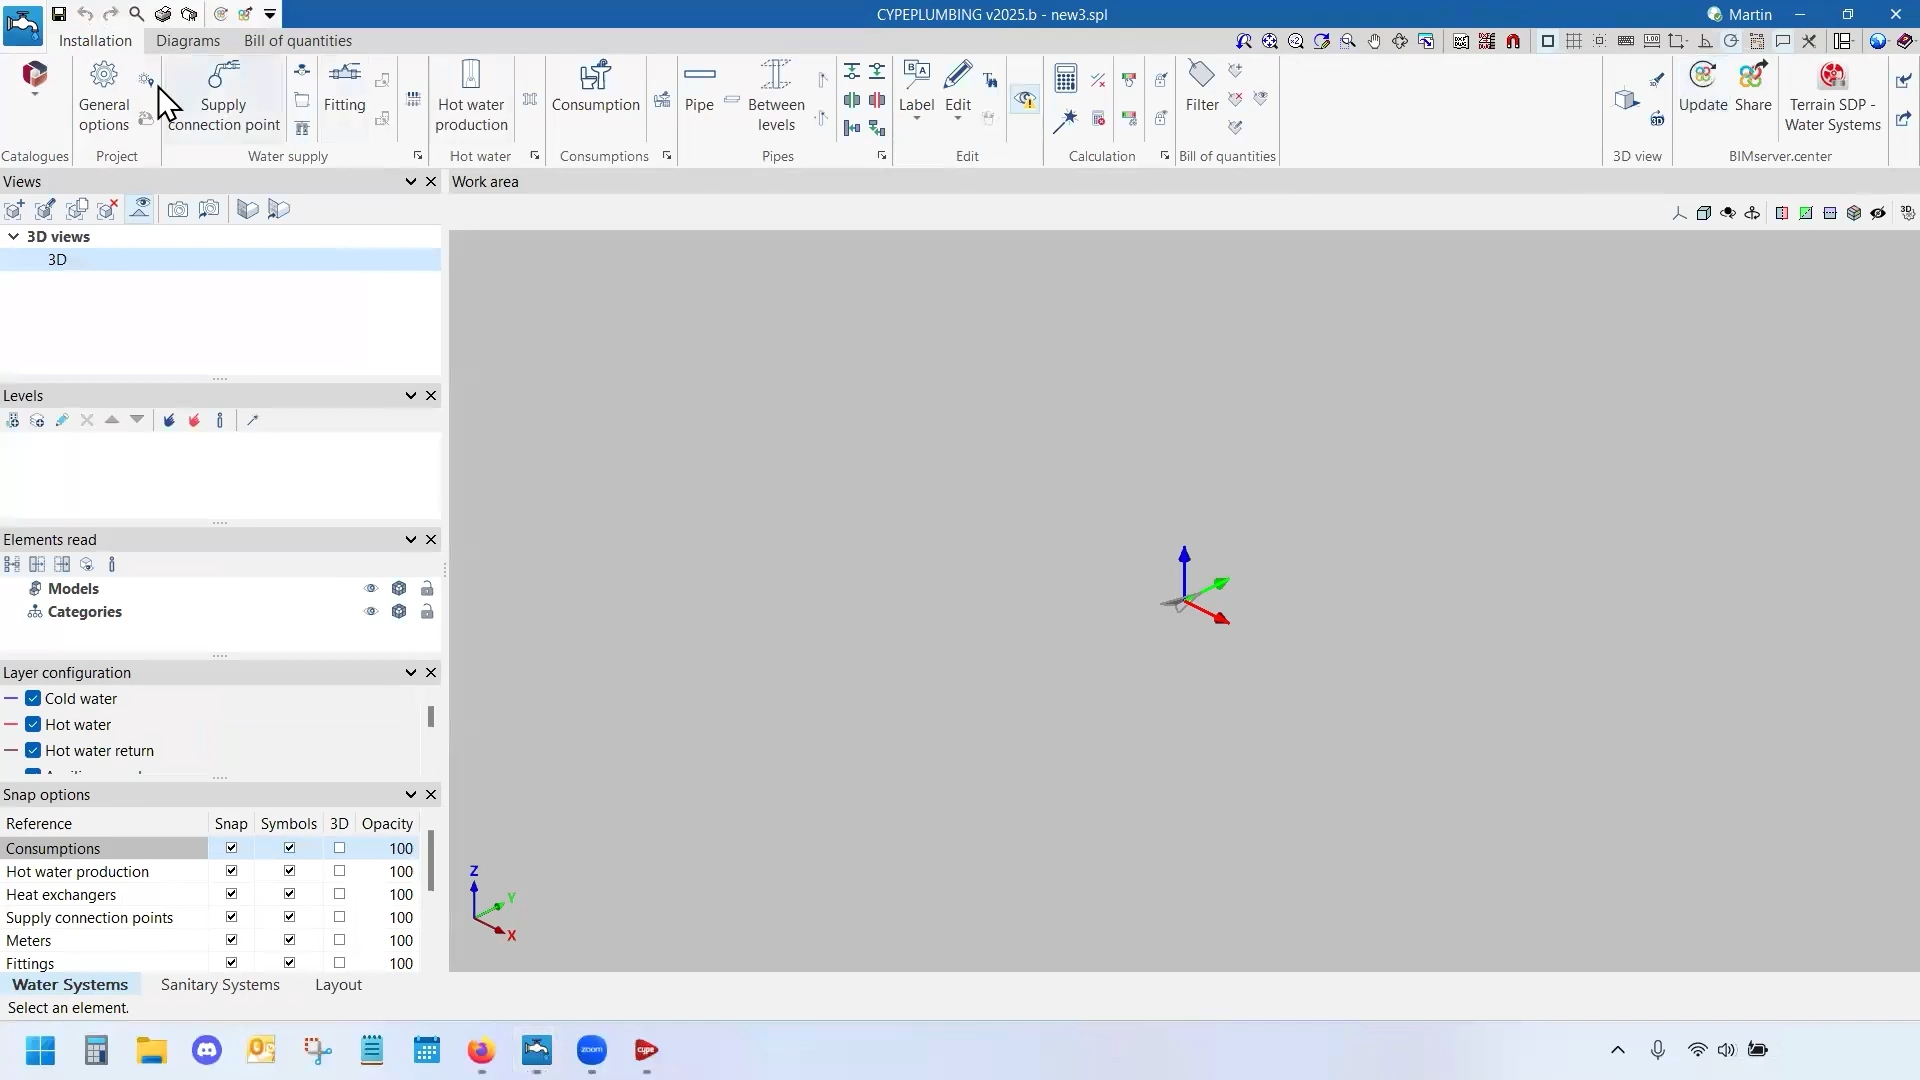 CYPEPLUMBING v2025.b - new3.spl
Martin
Installation
Diagrams
Bill of quantities
General
options
Supply
connection point
Fitting
Hot water
production
Consumption
Pipe
Between
levels
Label
Edit
Filter
Update
Share
Terrain SDP -
Water Systems
Catalogues
Project
Water supply
Hot water
Consumptions
Pipes
Edit
Calculation
Bill of quantities
3D view
BIMserver.center
Views
Work area
3D views
3D
Levels
Elements read
Models
Categories
Layer configuration
Cold water
Hot water
Hot water return
Snap options
Reference Snap Symbols 3D Opacity
Consumptions 100
Hot water production 100
Heat exchangers 100
Supply connection points 100
Meters 100
Fittings 100
Z
Y
X
Water Systems
Sanitary Systems
Layout
Select an element.
zoom
cype